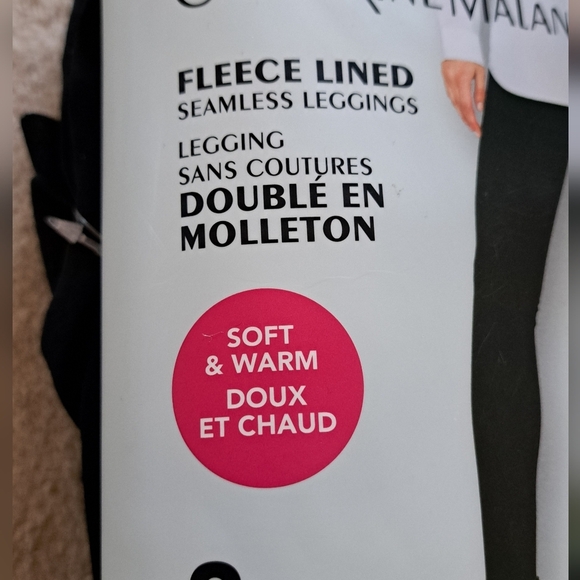 FLEECE LINED
SEAMLESS LEGGINGS
LEGGING
SANS COUTURES
DOUBLÉ EN
MOLLETON
SOFT
& WARM
DOUX
ET CHAUD